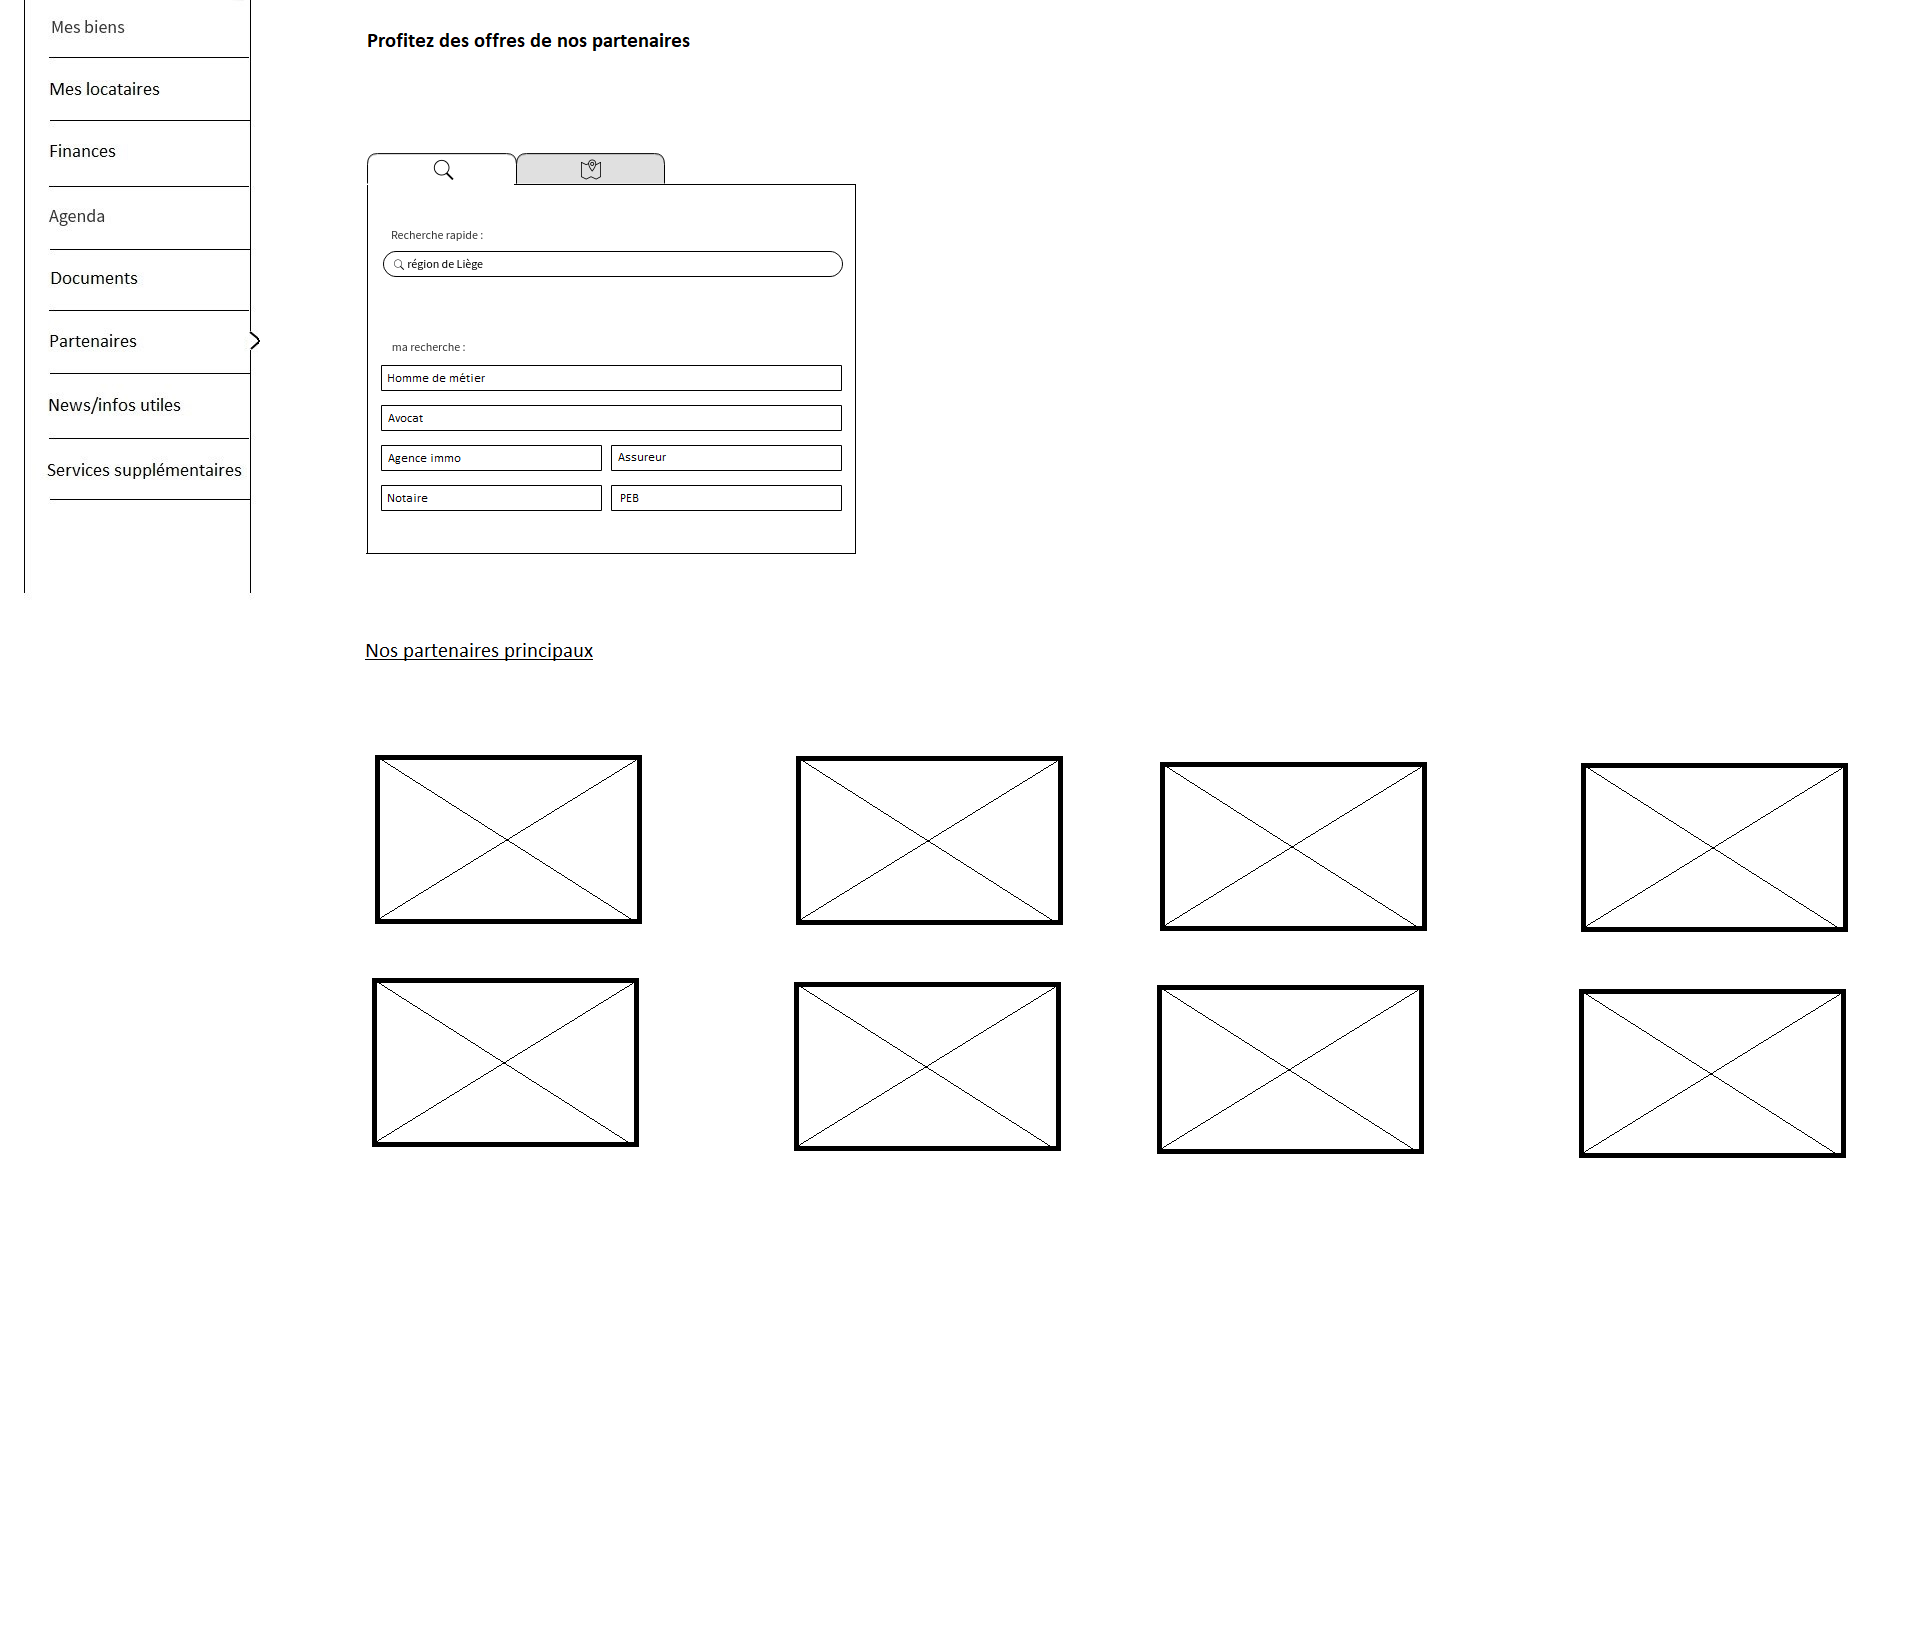 Mes biens
Mes locataires
Finances
Agenda
Documents
Partenaires
News/infos utiles
Services supplémentaires
Profitez des offres de nos partenaires
Recherche rapide :
région de Liège
ma recherche :
Homme de métier
Avocat
Agence immo
Assureur
Notaire
PEB
Nos partenaires principaux